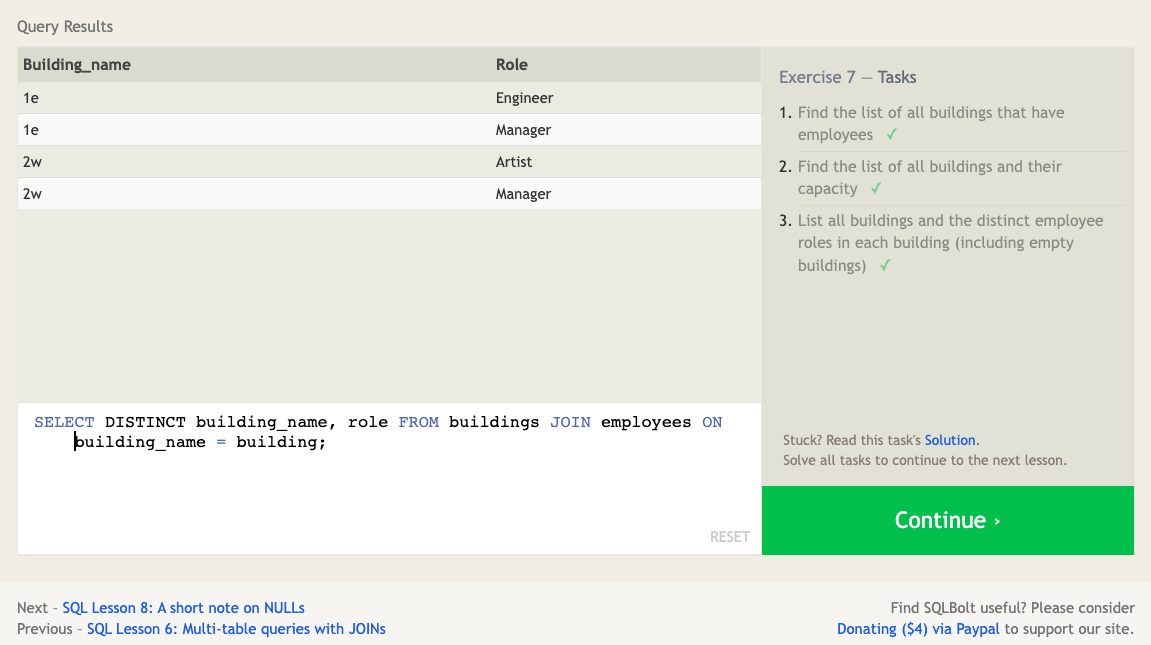 Query Results
Building_name Role
1e Engineer
1e Manager
2w Artist
2w Manager
SELECT DISTINCT building_name, role FROM buildings JOIN employees ON
building_name = building;
RESET
Exercise 7 — Tasks
1. Find the list of all buildings that have
employees ✓
2. Find the list of all buildings and their
capacity ✓
3. List all buildings and the distinct employee
roles in each building (including empty
buildings) ✓
Stuck? Read this task's Solution.
Solve all tasks to continue to the next lesson.
Continue ›
Next – SQL Lesson 8: A short note on NULLs
Previous – SQL Lesson 6: Multi-table queries with JOINs
Find SQLBolt useful? Please consider
Donating ($4) via Paypal to support our site.